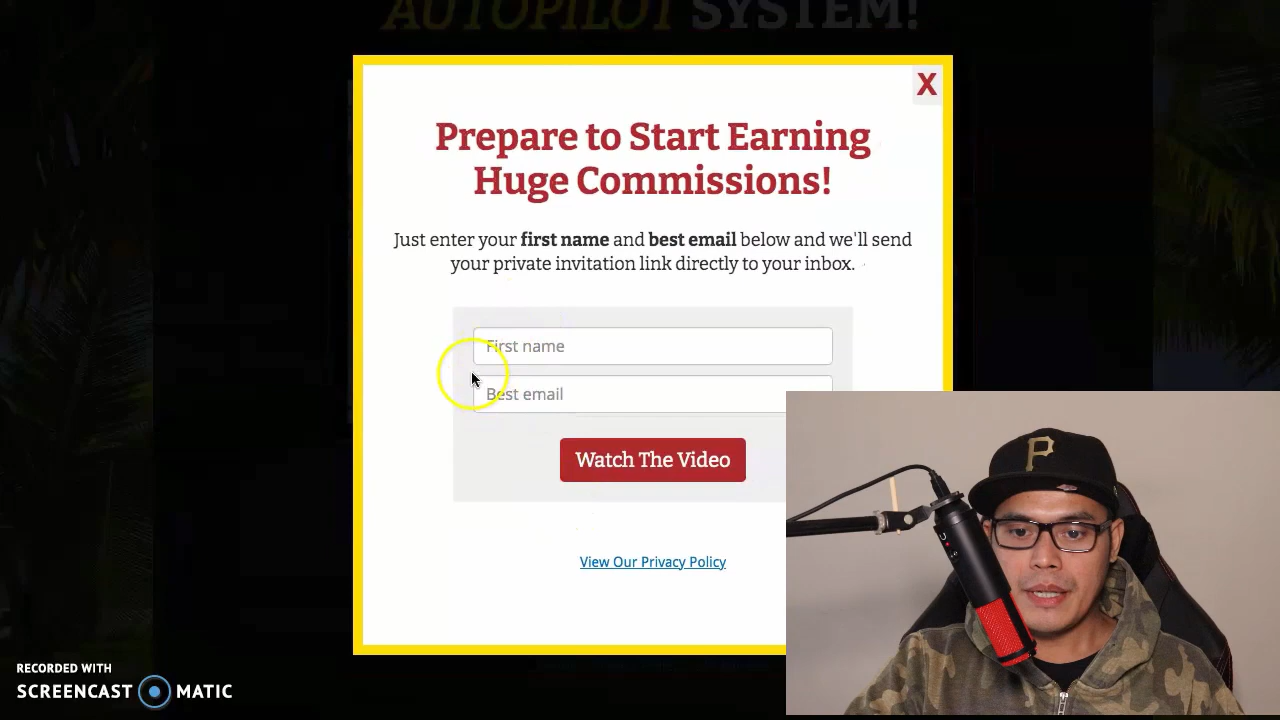 AUTOPILOT SYSTEM!
X
Prepare to Start Earning
Huge Commissions!
Just enter your first name and best email below and we'll send
your private invitation link directly to your inbox.
First name
Best email
Watch The Video
View Our Privacy Policy
P
RECORDED WITH
SCREENCAST MATIC